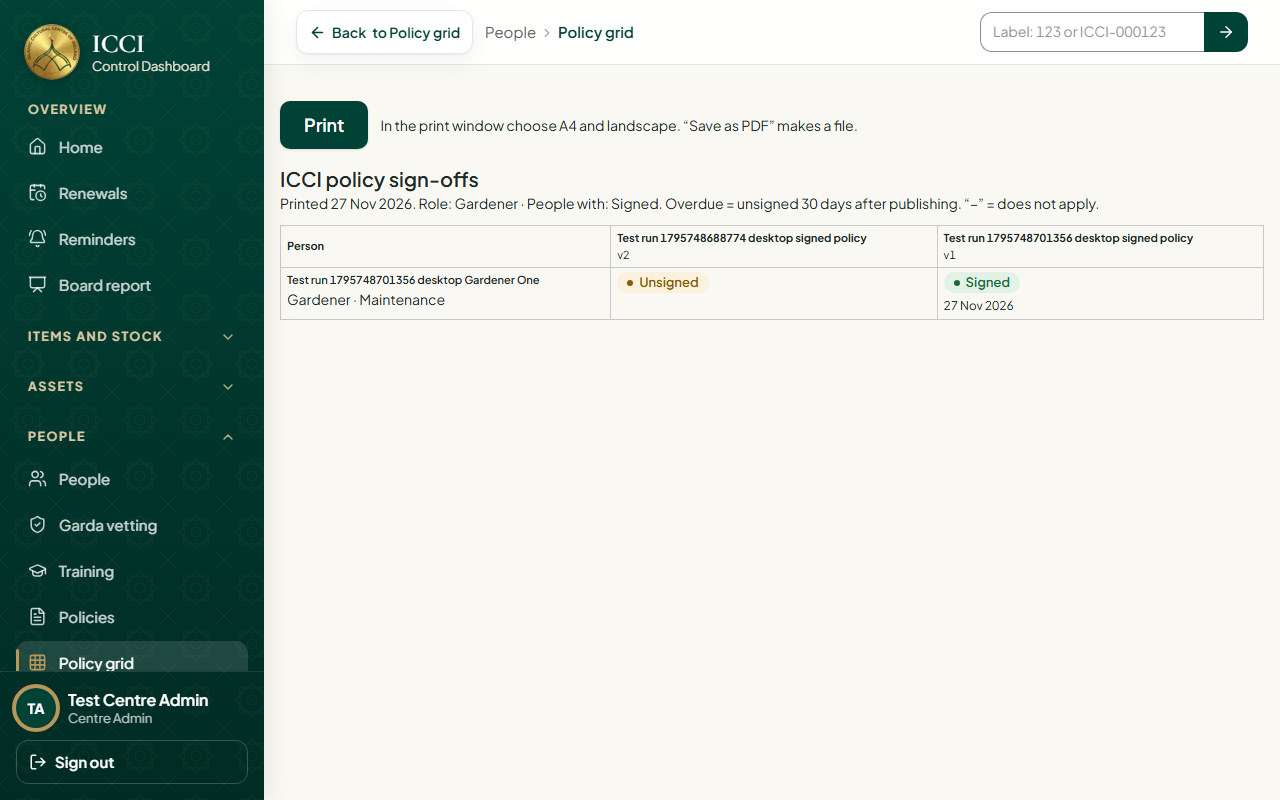 ICCI
Control Dashboard
OVERVIEW
Home
Renewals
Reminders
Board report
ITEMS AND STOCK
ASSETS
PEOPLE
People
Garda vetting
Training
Policies
Policy grid
TA
Test Centre Admin
Centre Admin
Sign out
Back to Policy grid
People › Policy grid
Label: 123 or ICCI-000123
Print
In the print window choose A4 and landscape. “Save as PDF” makes a file.
ICCI policy sign-offs
Printed 27 Nov 2026. Role: Gardener · People with: Signed. Overdue = unsigned 30 days after publishing. “–” = does not apply.
Person
Test run 1795748688774 desktop signed policy
v2
Test run 1795748701356 desktop signed policy
v1
Test run 1795748701356 desktop Gardener One
Gardener · Maintenance
Unsigned
Signed
27 Nov 2026